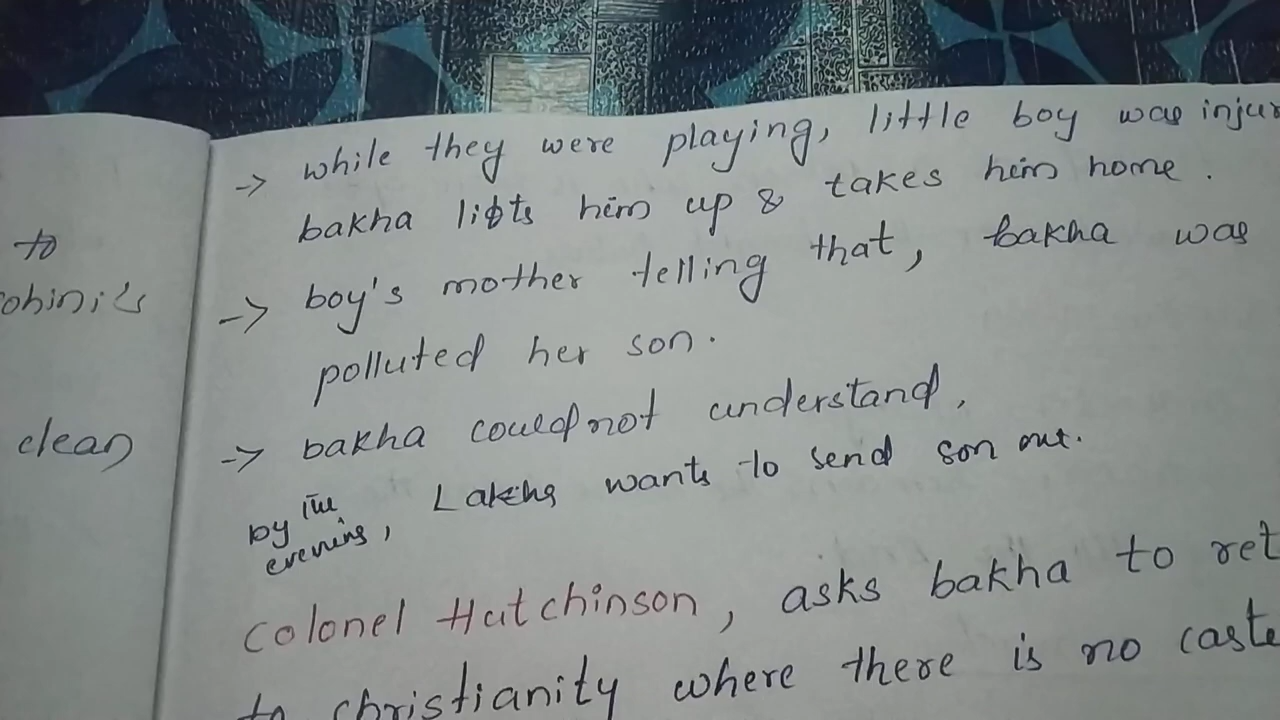 to
ohini's
clean
-> while they were playing, little boy was injur
bakha lifts him up & takes him home.
-> boy's mother telling that, bakha was
polluted her son.
-> bakha could not understand,
by the evening, Lakha wants to send son out.
Colonel Hutchinson, asks bakha to ret
to christianity where there is no caste